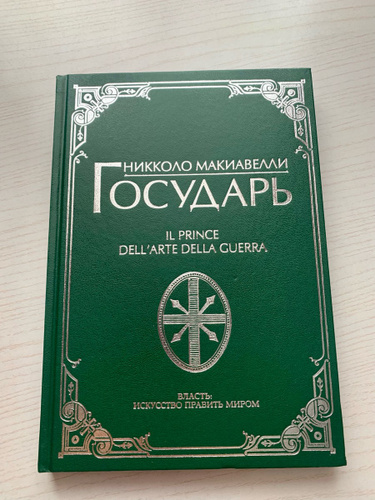 НИККОЛО МАКИАВЕЛЛИ
ГОСУДАРЬ
IL PRINCE
DELL'ARTE DELLA GUERRA
ВЛАСТЬ:
ИСКУССТВО ПРАВИТЬ МИРОМ